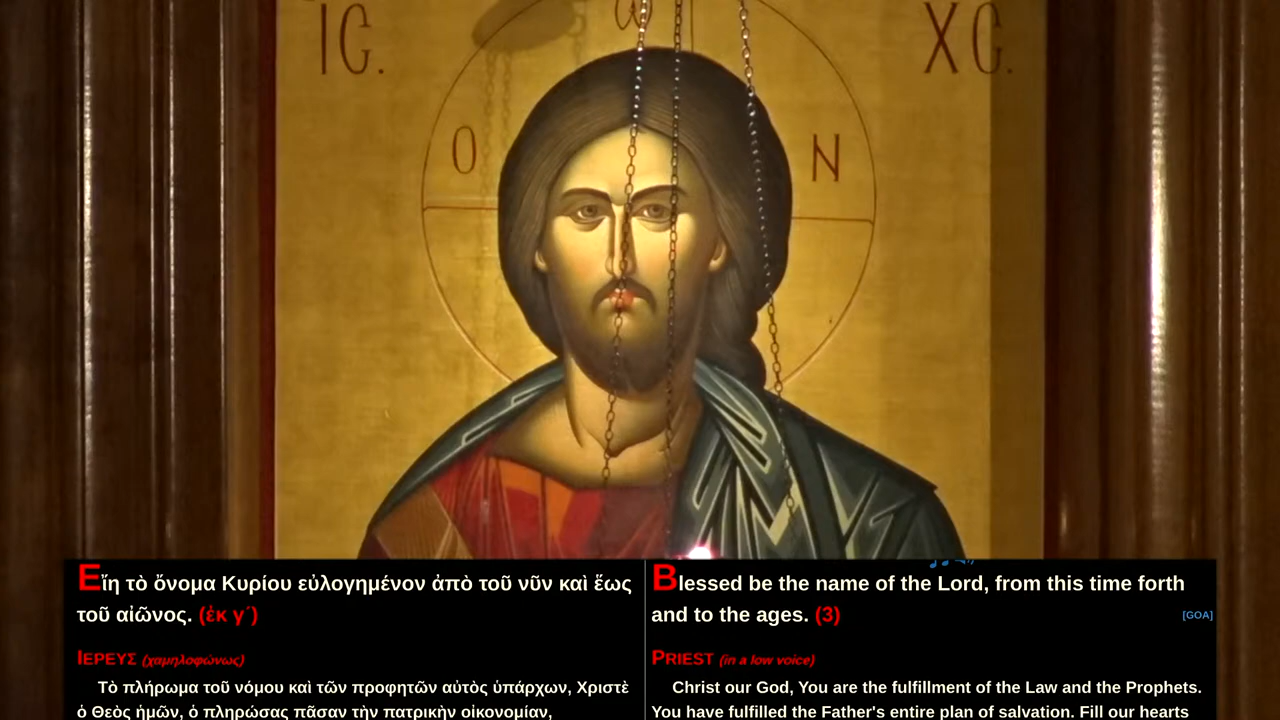 ΙϹ.
ΧϹ.
ω
Ο
Ν
Εἴη τὸ ὄνομα Κυρίου εὐλογημένον ἀπὸ τοῦ νῦν καὶ ἕως
τοῦ αἰῶνος. (ἐκ γ΄)
ΙΕΡΕΥΣ (χαμηλοφώνως)
Τὸ πλήρωμα τοῦ νόμου καὶ τῶν προφητῶν αὐτὸς ὑπάρχων, Χριστὲ
ὁ Θεὸς ἡμῶν, ὁ πληρώσας πᾶσαν τὴν πατρικὴν οἰκονομίαν,
Blessed be the name of the Lord, from this time forth
and to the ages. (3)
[GOA]
PRIEST (in a low voice)
Christ our God, You are the fulfillment of the Law and the Prophets.
You have fulfilled the Father's entire plan of salvation. Fill our hearts